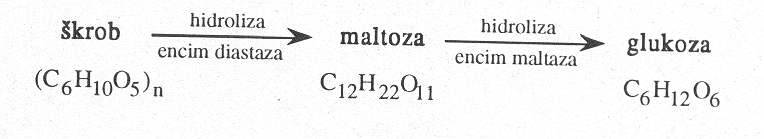 škrob hidroliza maltoza hidroliza glukoza
encim diastaza encim maltaza
(C6H10O5)n C12H22O11 C6H12O6